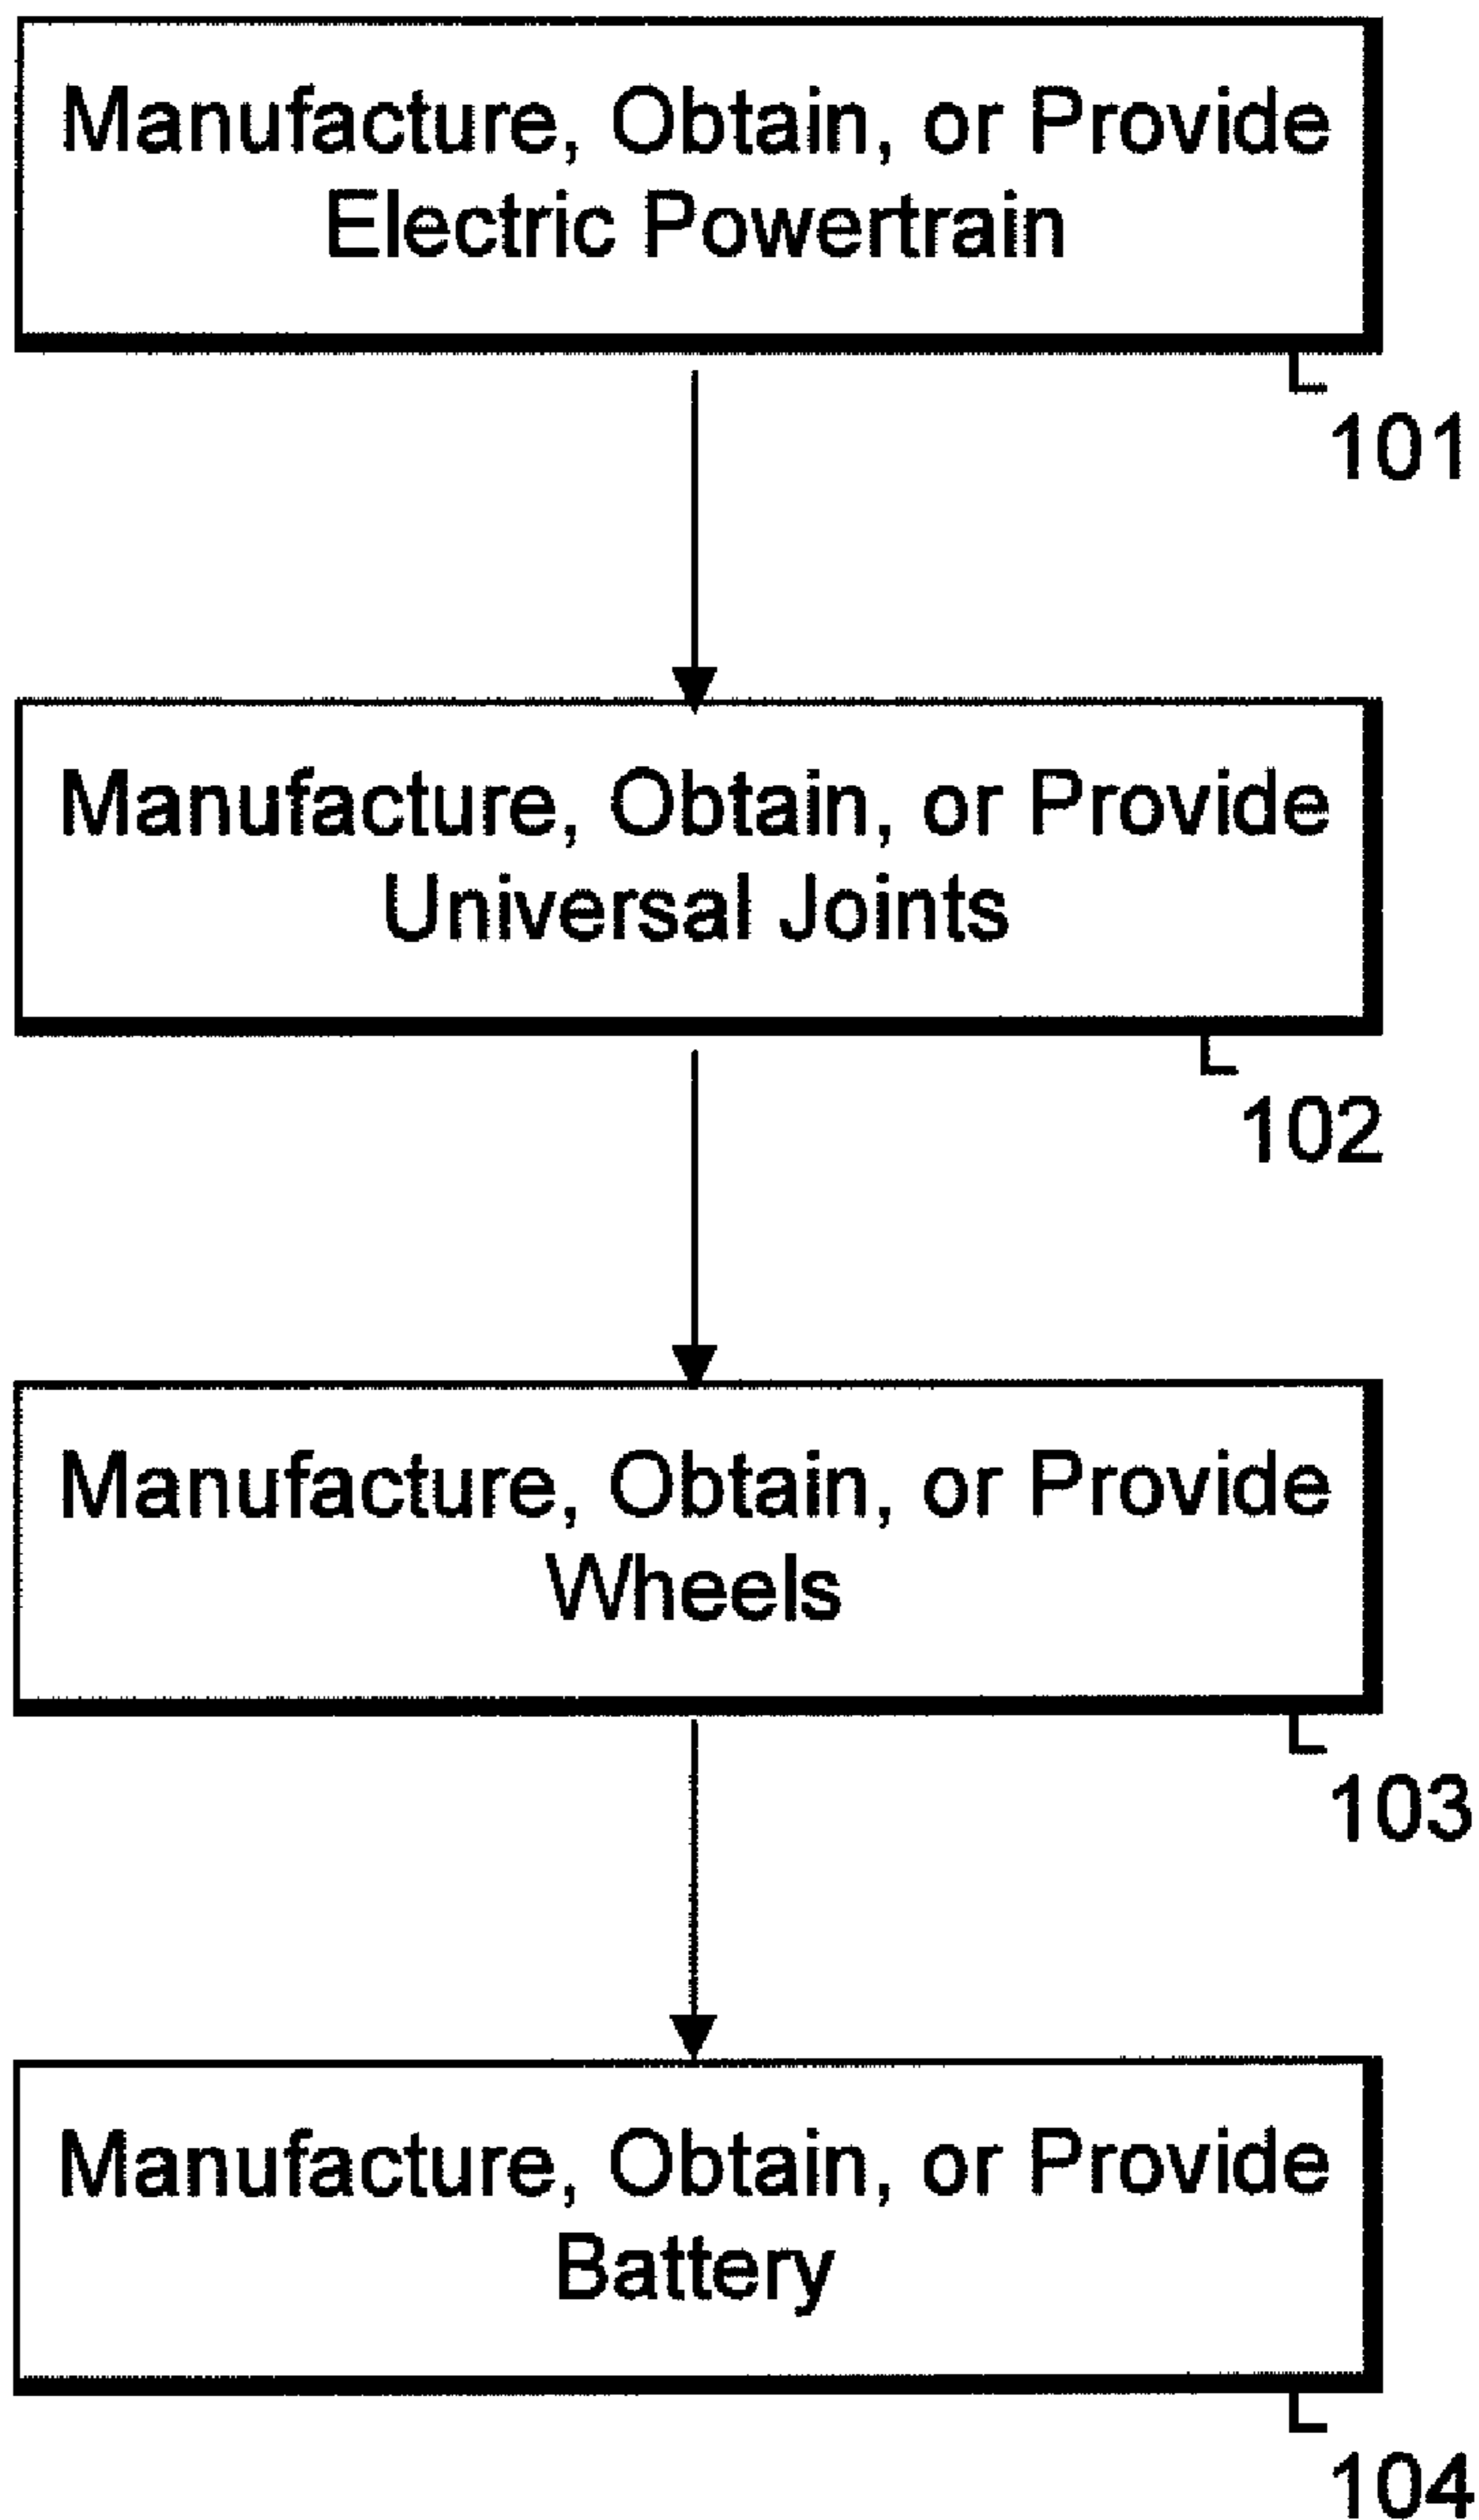 Manufacture, Obtain, or Provide
Electric Powertrain
101
Manufacture, Obtain, or Provide
Universal Joints
102
Manufacture, Obtain, or Provide
Wheels
103
Manufacture, Obtain, or Provide
Battery
104